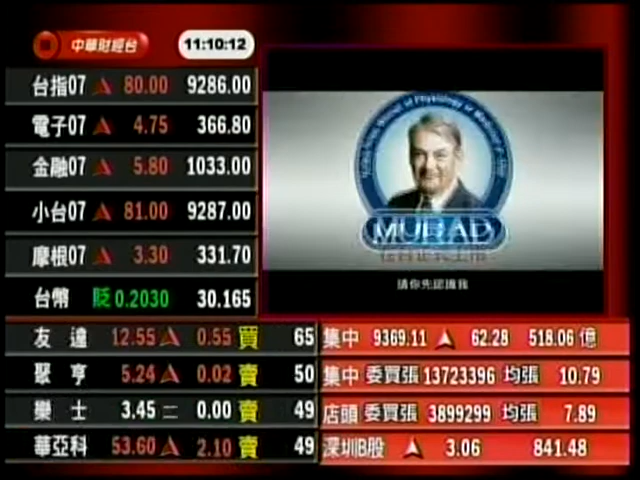 中華財經台
11:10:12
台指07 ▲ 80.00 9286.00
電子07 ▲ 4.75 366.80
金融07 ▲ 5.80 1033.00
小台07 ▲ 81.00 9287.00
摩根07 ▲ 3.30 331.70
台幣 貶 0.2030 30.165
MURAD
請你先認識我
友達 12.55 ▲ 0.55 買 65
聚亨 5.24 ▲ 0.02 賣 50
樂士 3.45 二 0.00 賣 49
華亞科 53.60 ▲ 2.10 賣 49
集中 9369.11 ▲ 62.28 518.06 億
集中 委買張 13723396 均張 10.79
店頭 委買張 3899299 均張 7.89
深圳B股 ▲ 3.06 841.48